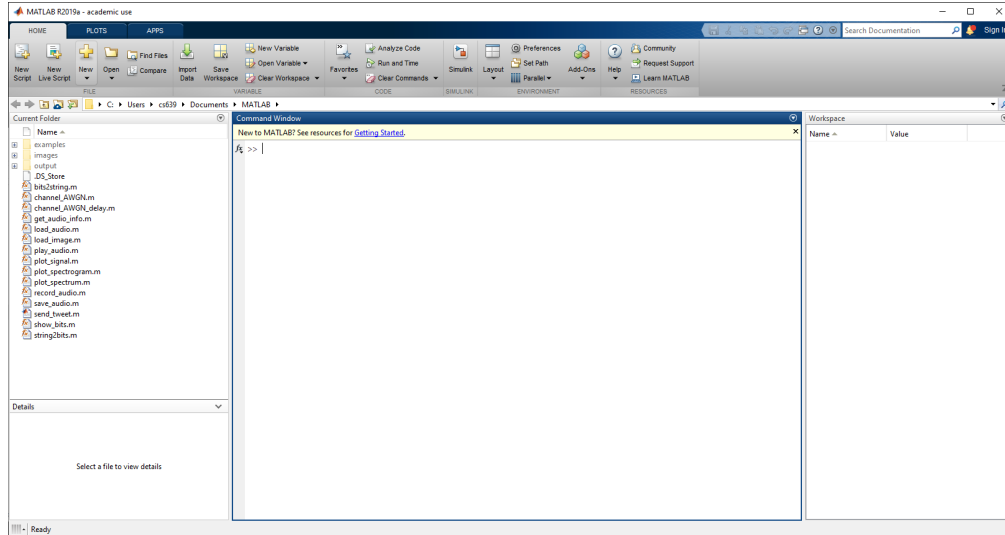 MATLAB R2019a - academic use
HOME PLOTS APPS
Search Documentation
Sign In
New Script
New Live Script
New
Open
Find Files
Compare
Import Data
Save Workspace
New Variable
Open Variable
Clear Workspace
Favorites
Analyze Code
Run and Time
Clear Commands
Simulink
Layout
Preferences
Set Path
Parallel
Add-Ons
Help
Community
Request Support
Learn MATLAB
FILE VARIABLE CODE SIMULINK ENVIRONMENT RESOURCES
C: Users cs639 Documents MATLAB
Current Folder
Name
examples
images
output
.DS_Store
bits2string.m
channel_AWGN.m
channel_AWGN_delay.m
get_audio_info.m
load_audio.m
load_image.m
play_audio.m
plot_signal.m
plot_spectrogram.m
plot_spectrum.m
record_audio.m
save_audio.m
send_tweet.m
show_bits.m
string2bits.m
Details
Select a file to view details
Command Window
New to MATLAB? See resources for Getting Started.
fx >>
Workspace
Name Value
Ready